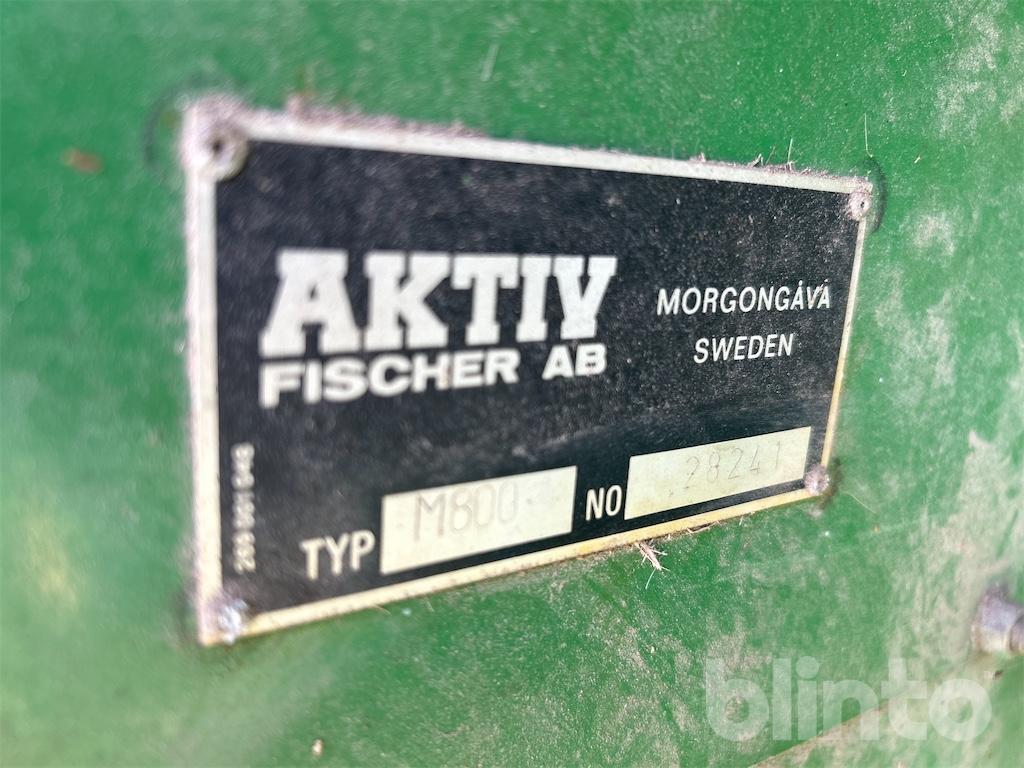 AKTIV
FISCHER AB
MORGONGÅVA
SWEDEN
TYP M800
NO 28241
blinto